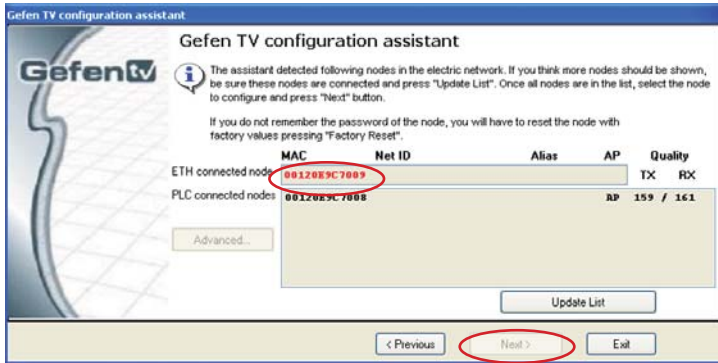 Gefen TV configuration assistant
Gefen TV configuration assistant
Gefen tv
The assistant detected following nodes in the electric network. If you think more nodes should be shown,
be sure these nodes are connected and press "Update List". Once all nodes are in the list, select the node
to configure and press "Next" button.
If you do not remember the password of the node, you will have to reset the node with
factory values pressing "Factory Reset".
MAC Net ID Alias AP Quality
ETH connected node 00120E9C7009 TX RX
PLC connected nodes 00120E9C7008 AP 159 / 161
Advanced...
Update List
< Previous Next > Exit